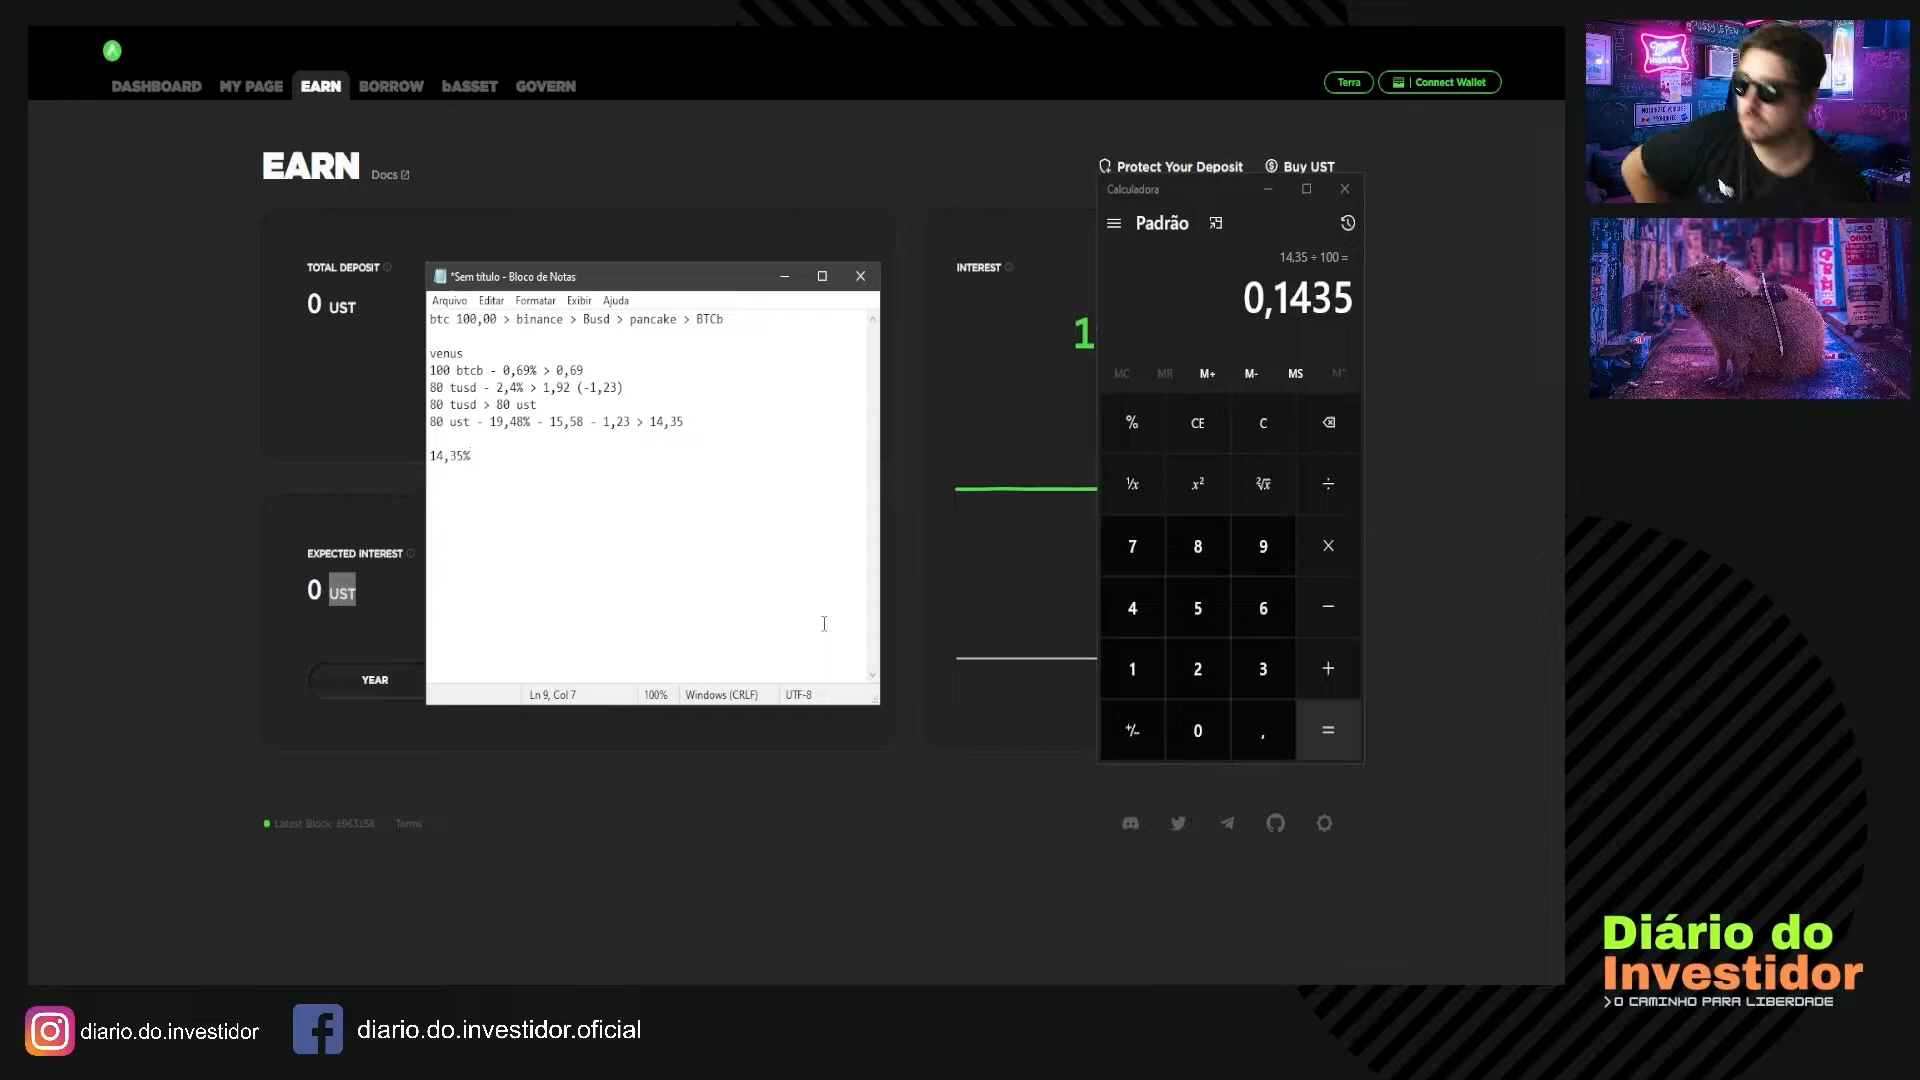 DASHBOARD MY PAGE EARN BORROW bASSET GOVERN
Terra
Connect Wallet
EARN Docs
Protect Your Deposit Buy UST
TOTAL DEPOSIT
0 UST
EXPECTED INTEREST
0 UST
YEAR
*Sem título - Bloco de Notas
Arquivo Editar Formatar Exibir Ajuda
btc 100,00 > binance > Busd > pancake > BTCb
venus
100 btcb - 0,69% > 0,69
80 tusd - 2,4% > 1,92 (-1,23)
80 tusd > 80 ust
80 ust - 19,48% - 15,58 - 1,23 > 14,35
14,35%
Ln 9, Col 7 100% Windows (CRLF) UTF-8
INTEREST
1
Calculadora
Padrão
14,35 ÷ 100 =
0,1435
MC MR M+ M- MS M˅
% CE C
¹/x x² ²√x ÷
7 8 9 ×
4 5 6 −
1 2 3 +
+/- 0 , =
Latest Block: 6963158 Terms
Miller
HIGH LIFE
Diário do
Investidor
>O CAMINHO PARA LIBERDADE
diario.do.investidor
diario.do.investidor.oficial